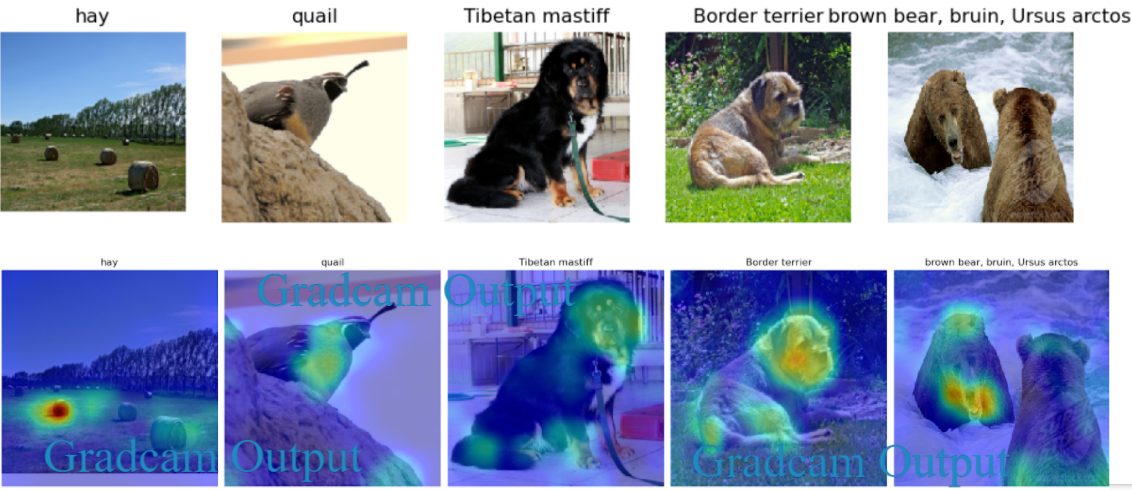 hay quail Tibetan mastiff Border terrier brown bear, bruin, Ursus arctos
hay quail Tibetan mastiff Border terrier brown bear, bruin, Ursus arctos
Gradcam Output
Gradcam Output
Gradcam Output